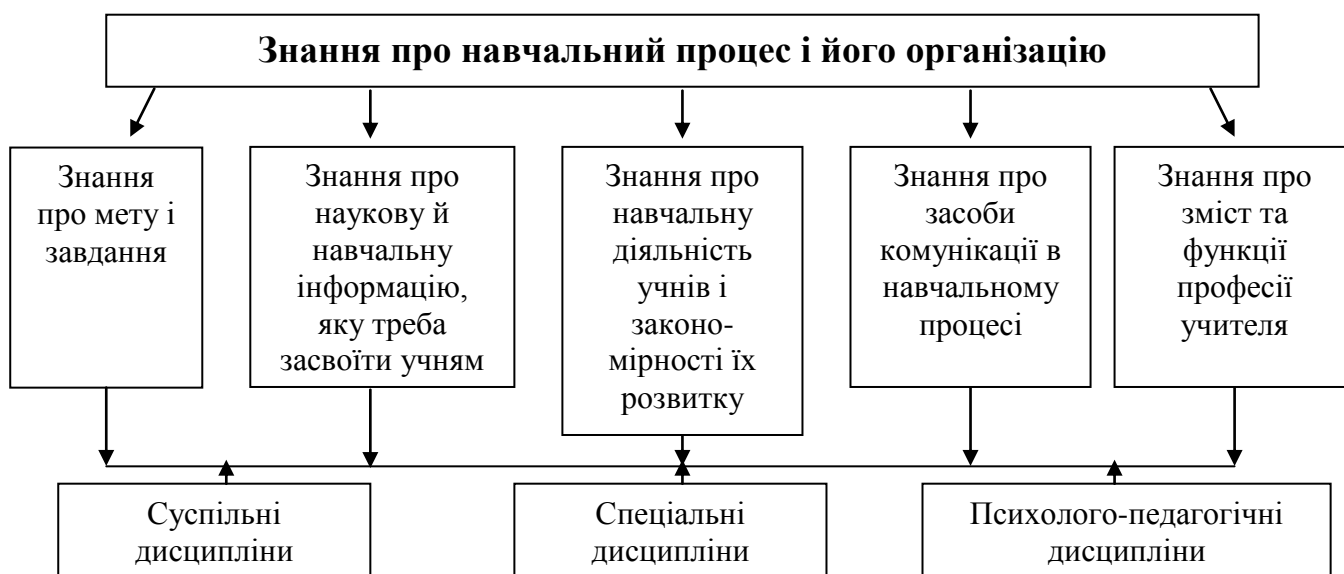 Знання про навчальний процес і його організацію
Знання
про мету і
завдання
Знання про
наукову й
навчальну
інформацію,
яку треба
засвоїти учням
Знання про
навчальну
діяльність
учнів і
законо-
мірності їх
розвитку
Знання про
засоби
комунікації в
навчальному
процесі
Знання про
зміст та
функції
професії
учителя
Суспільні
дисципліни
Спеціальні
дисципліни
Психолого-педагогічні
дисципліни